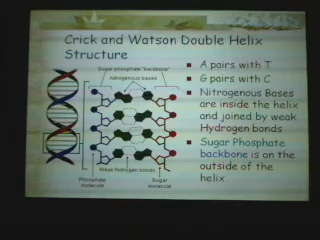 Crick and Watson Double Helix
Structure
Sugar phosphate "backbone"
Nitrogenous bases
Weak hydrogen bonds
Phosphate
molecule
Sugar
molecule
A pairs with T
G pairs with C
Nitrogenous Bases
are inside the helix
and joined by weak
Hydrogen bonds
Sugar Phosphate
backbone is on the
outside of the
helix